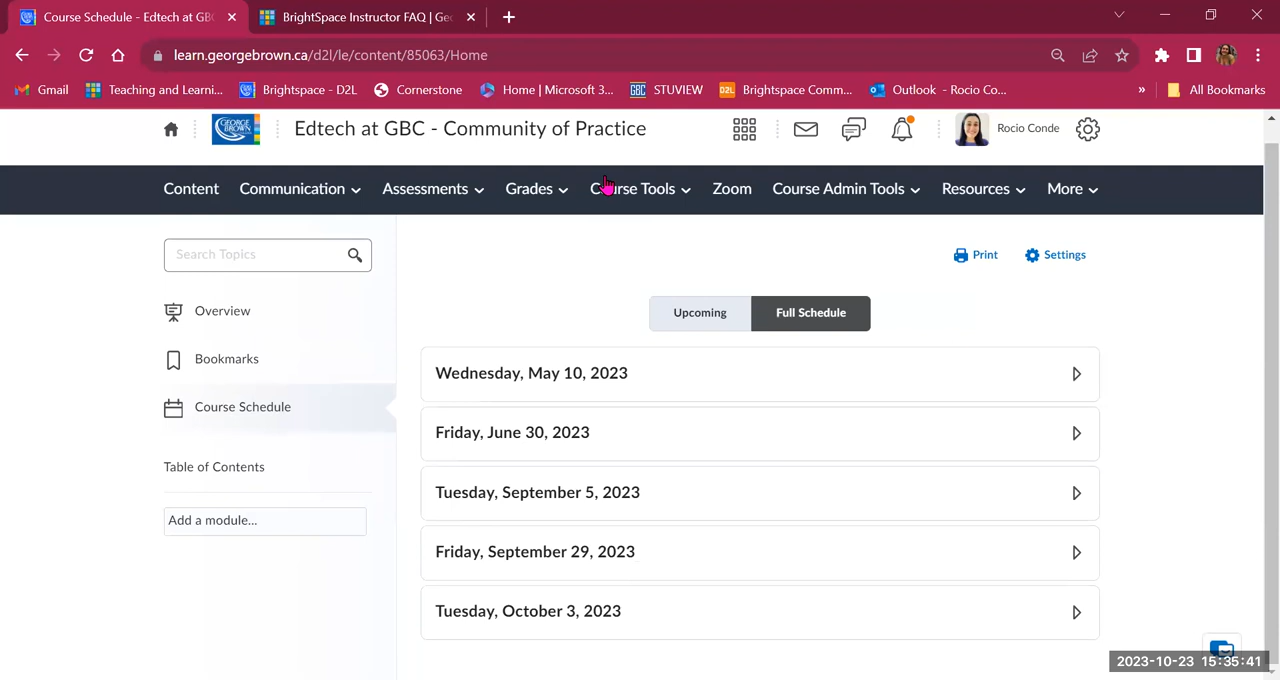 Course Schedule - Edtech at GBC
BrightSpace Instructor FAQ | Geo
learn.georgebrown.ca/d2l/le/content/85063/Home
Gmail Teaching and Learni... Brightspace - D2L Cornerstone Home | Microsoft 3... GBC STUVIEW D2L Brightspace Comm... Outlook - Rocio Co... » All Bookmarks
GEORGE BROWN Edtech at GBC - Community of Practice Rocio Conde
Content Communication Assessments Grades Course Tools Zoom Course Admin Tools Resources More
Search Topics
Print Settings
Overview
Upcoming Full Schedule
Bookmarks
Wednesday, May 10, 2023
Course Schedule
Friday, June 30, 2023
Table of Contents
Tuesday, September 5, 2023
Add a module...
Friday, September 29, 2023
Tuesday, October 3, 2023
2023-10-23 15:35:41